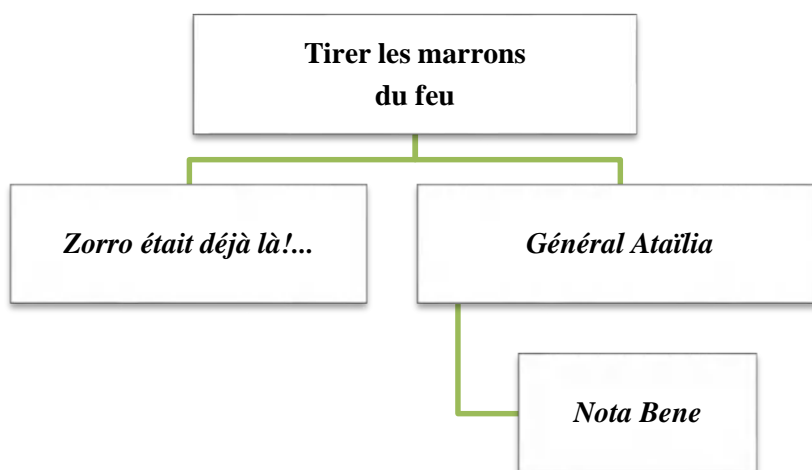 Tirer les marrons
du feu
Zorro était déjà là!...
Général Ataïlia
Nota Bene